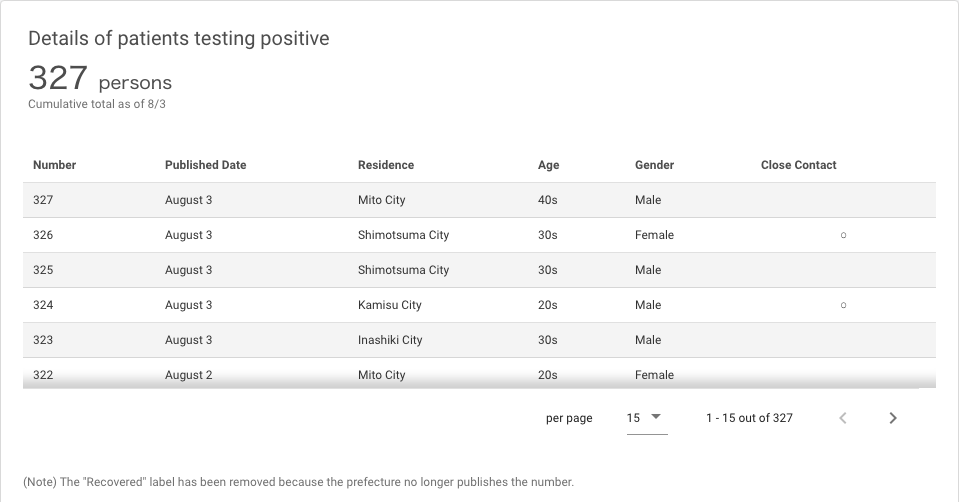 Details of patients testing positive
327 persons
Cumulative total as of 8/3
Number Published Date Residence Age Gender Close Contact
327 August 3 Mito City 40s Male
326 August 3 Shimotsuma City 30s Female ○
325 August 3 Shimotsuma City 30s Male
324 August 3 Kamisu City 20s Male ○
323 August 3 Inashiki City 30s Male
322 August 2 Mito City 20s Female
per page 15 1 - 15 out of 327
(Note) The "Recovered" label has been removed because the prefecture no longer publishes the number.